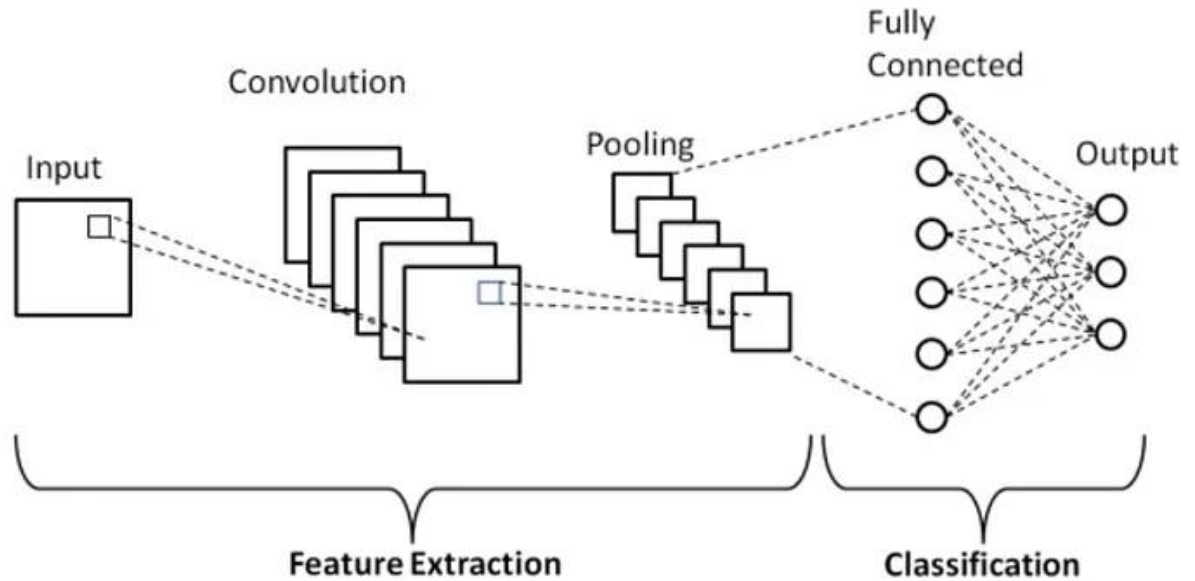 Input
Convolution
Pooling
Fully
Connected
Output
Feature Extraction
Classification